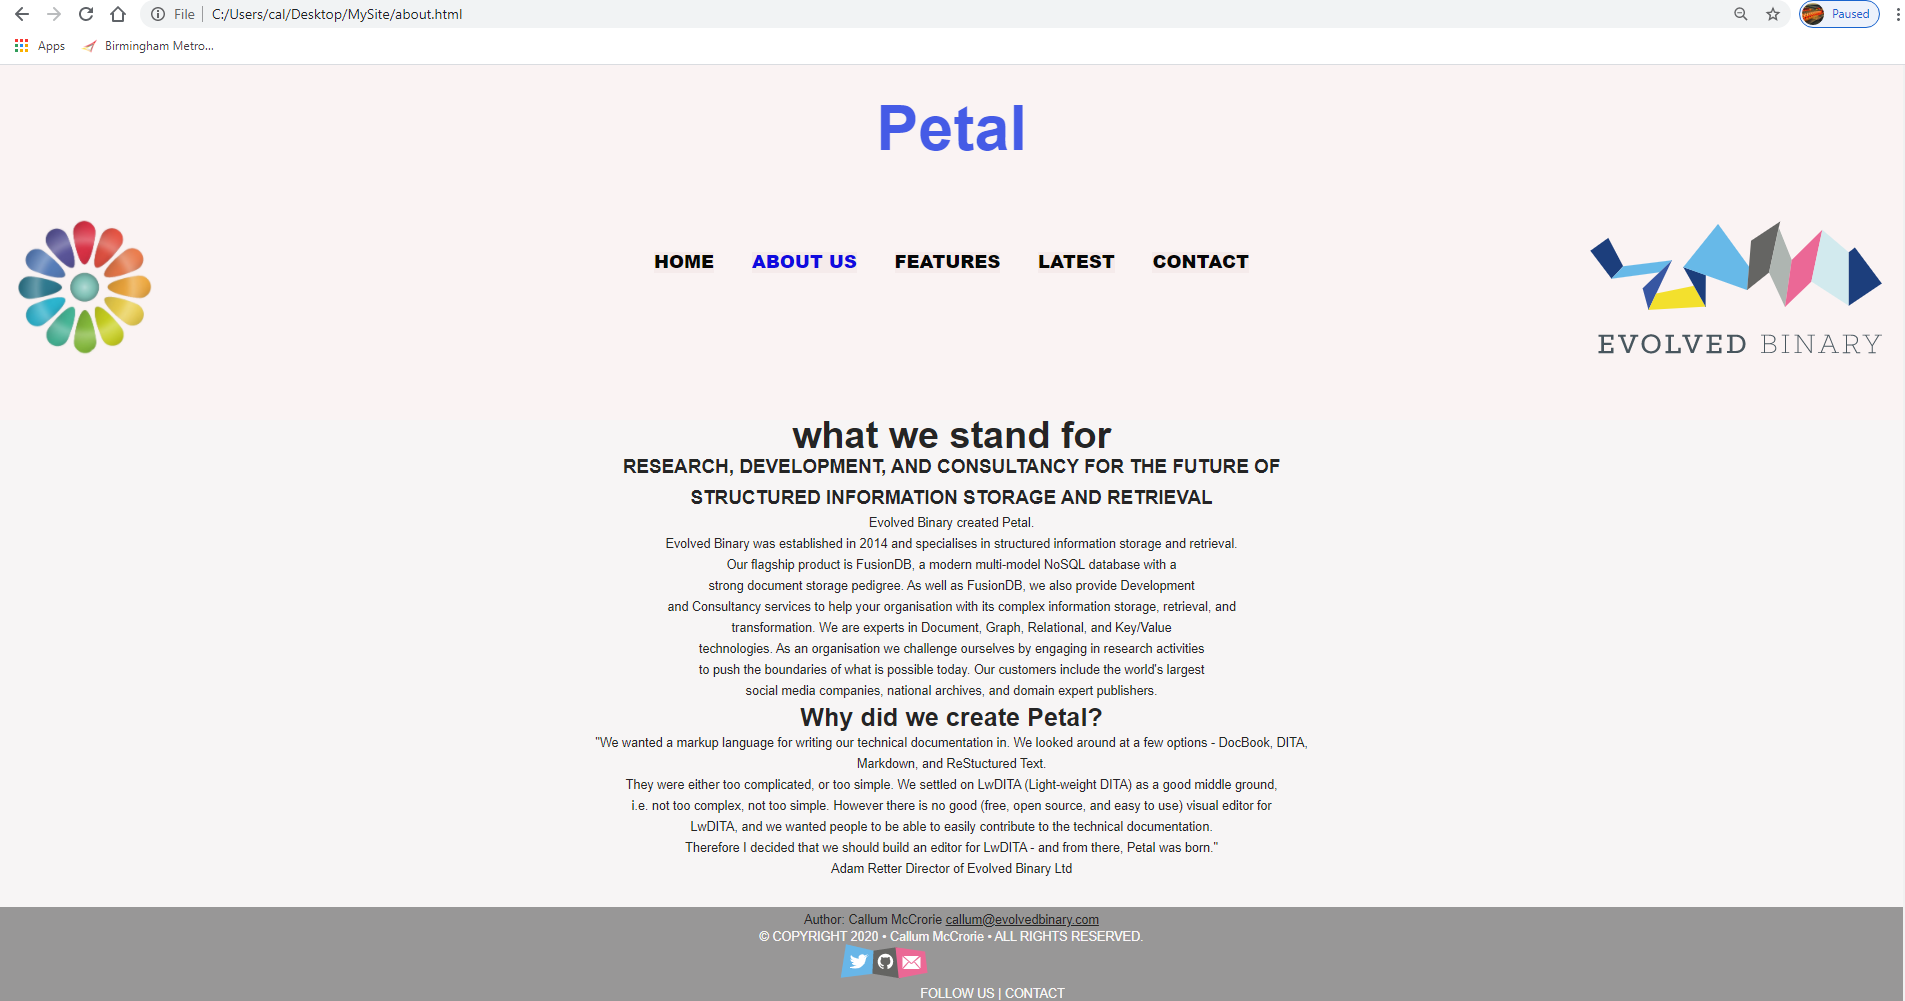 File C:/Users/cal/Desktop/MySite/about.html Paused
Apps Birmingham Metro...
Petal
HOME ABOUT US FEATURES LATEST CONTACT
EVOLVED BINARY
what we stand for
RESEARCH, DEVELOPMENT, AND CONSULTANCY FOR THE FUTURE OF
STRUCTURED INFORMATION STORAGE AND RETRIEVAL
Evolved Binary created Petal.
Evolved Binary was established in 2014 and specialises in structured information storage and retrieval.
Our flagship product is FusionDB, a modern multi-model NoSQL database with a
strong document storage pedigree. As well as FusionDB, we also provide Development
and Consultancy services to help your organisation with its complex information storage, retrieval, and
transformation. We are experts in Document, Graph, Relational, and Key/Value
technologies. As an organisation we challenge ourselves by engaging in research activities
to push the boundaries of what is possible today. Our customers include the world's largest
social media companies, national archives, and domain expert publishers.
Why did we create Petal?
"We wanted a markup language for writing our technical documentation in. We looked around at a few options - DocBook, DITA,
Markdown, and ReStuctured Text.
They were either too complicated, or too simple. We settled on LwDITA (Light-weight DITA) as a good middle ground,
i.e. not too complex, not too simple. However there is no good (free, open source, and easy to use) visual editor for
LwDITA, and we wanted people to be able to easily contribute to the technical documentation.
Therefore I decided that we should build an editor for LwDITA - and from there, Petal was born."
Adam Retter Director of Evolved Binary Ltd
Author: Callum McCrorie callum@evolvedbinary.com
© COPYRIGHT 2020 • Callum McCrorie • ALL RIGHTS RESERVED.
FOLLOW US | CONTACT